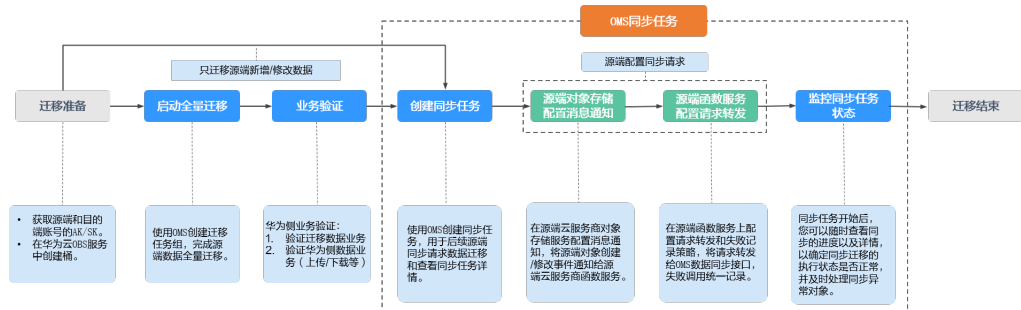 OMS同步任务
只迁移源端新增/修改数据
源端配置同步请求
迁移准备
启动全量迁移
业务验证
创建同步任务
源端对象存储
配置消息通知
源端函数服务
配置请求转发
监控同步任务
状态
迁移结束
• 获取源端和目的
端账号的AK/SK。
• 在华为云OBS服务
中创建桶。
使用OMS创建迁移
任务组，完成源
端数据全量迁移。
华为侧业务验证：
1. 验证迁移数据业务
2. 验证华为侧数据业
务（上传/下载等）
使用OMS创建同步任
务，用于后续源端
同步请求数据迁移
和查看同步任务详
情。
在源端云服务商对象
存储服务配置消息通
知，将源端对象创建
/修改事件通知给源
端云服务商函数服务。
在源端函数服务上配
置请求转发和失败记
录策略，将请求转发
给OMS数据同步接口，
失败调用统一记录。
同步任务开始后，
您可以随时查看同
步的进度以及详情，
以确定同步迁移的
执行状态是否正常，
并及时处理同步异
常对象。